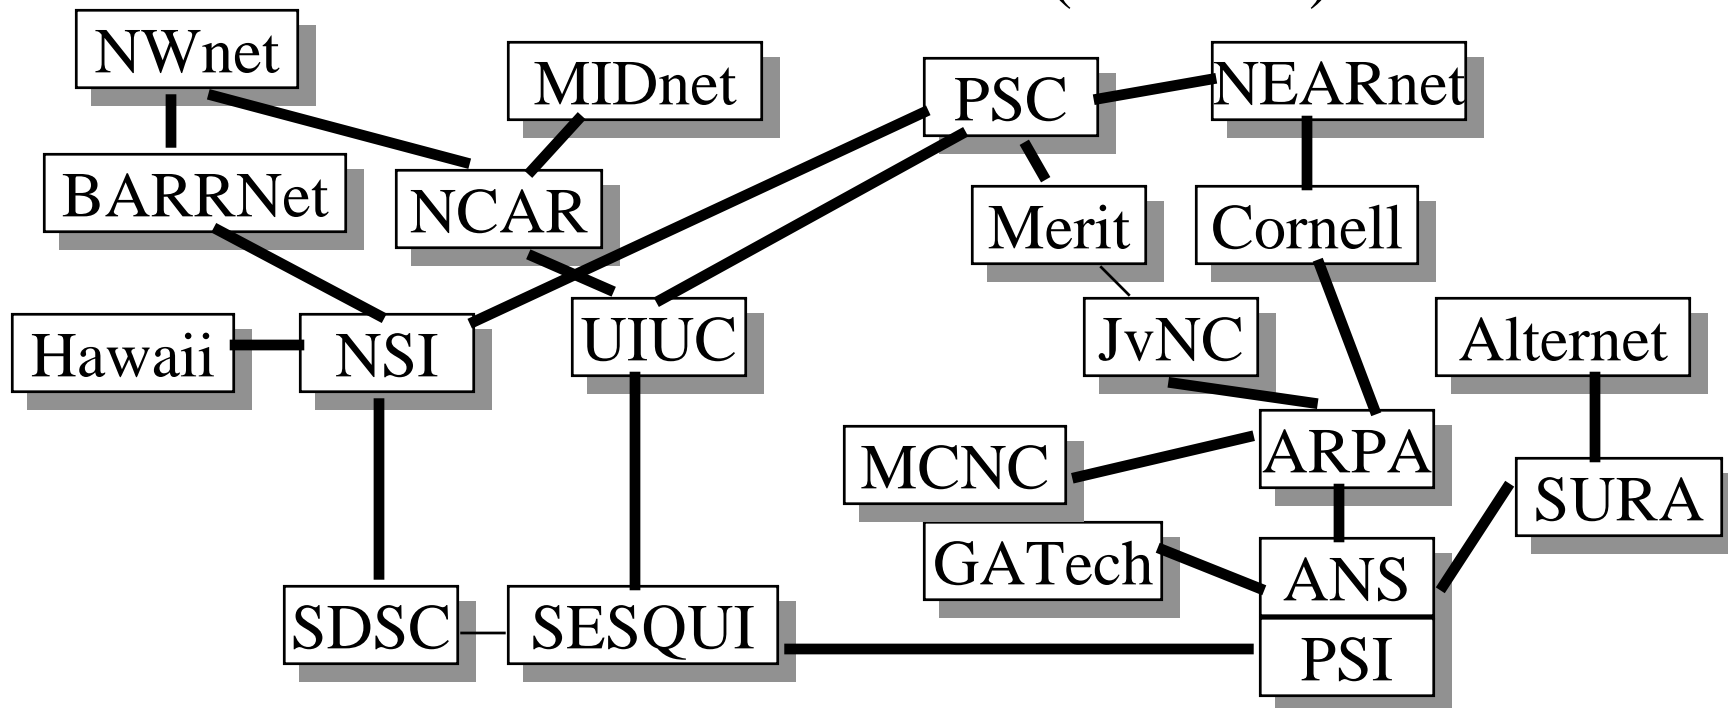 NWnet
MIDnet
PSC
NEARnet
BARRNet
NCAR
Merit
Cornell
Hawaii
NSI
UIUC
JvNC
Alternet
MCNC
ARPA
SURA
GATech
ANS
SDSC
SESQUI
PSI